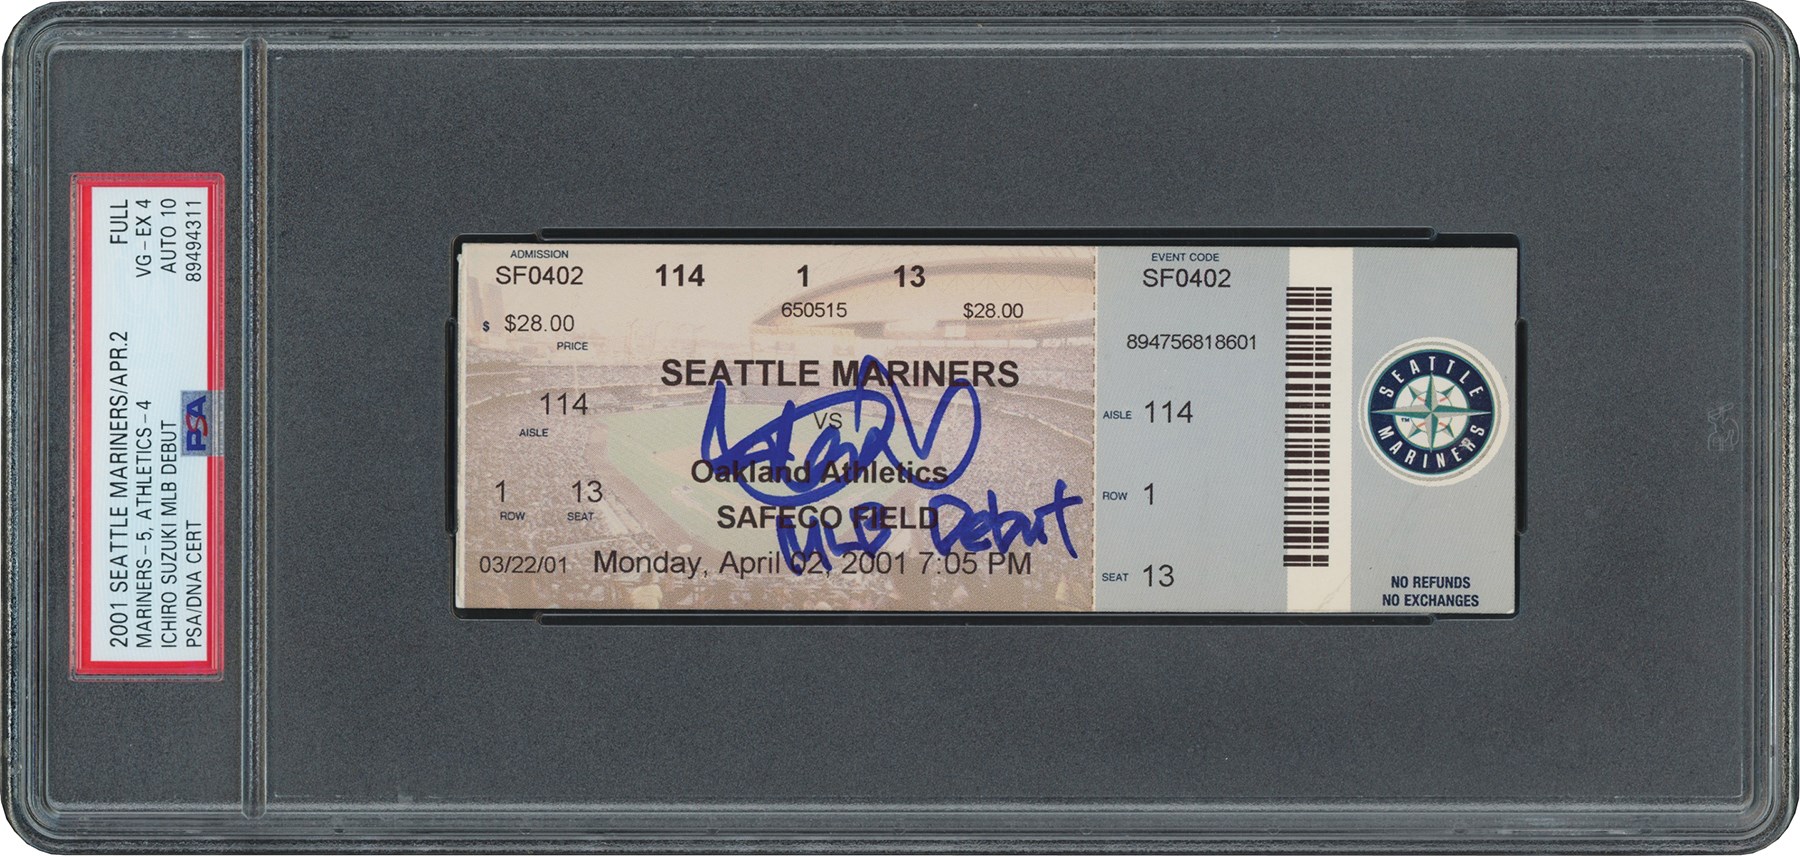 2001 SEATTLE MARINERS/APR.2 FULL
MARINERS-5, ATHLETICS-4 VG-EX 4
ICHIRO SUZUKI MLB DEBUT AUTO 10
PSA/DNA CERT 89494311
PSA
ADMISSION
SF0402 114 1 13
650515 $28.00
$ $28.00
PRICE
SEATTLE MARINERS
VS
114
AISLE
Oakland Athletics
1 13
ROW SEAT
SAFECO FIELD
MLB Debut
03/22/01 Monday, April 02, 2001 7:05 PM
EVENT CODE
SF0402
894756818601
AISLE 114
ROW 1
SEAT 13
SEATTLE
MARINERS
TM
NO REFUNDS
NO EXCHANGES